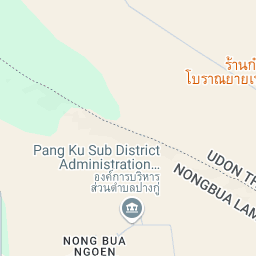 ร้านก๋
โบราณยายเ
Pang Ku Sub District
Administration...
องค์การบริหาร
ส่วนตำบลปางกู่
UDON T
NONGBUA LAM
NONG BUA
NGOEN